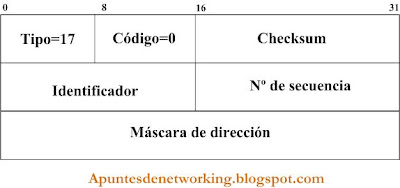 0 8 16 31
Tipo=17 Código=0 Checksum
Identificador Nº de secuencia
Máscara de dirección
Apuntesdenetworking.blogspot.com